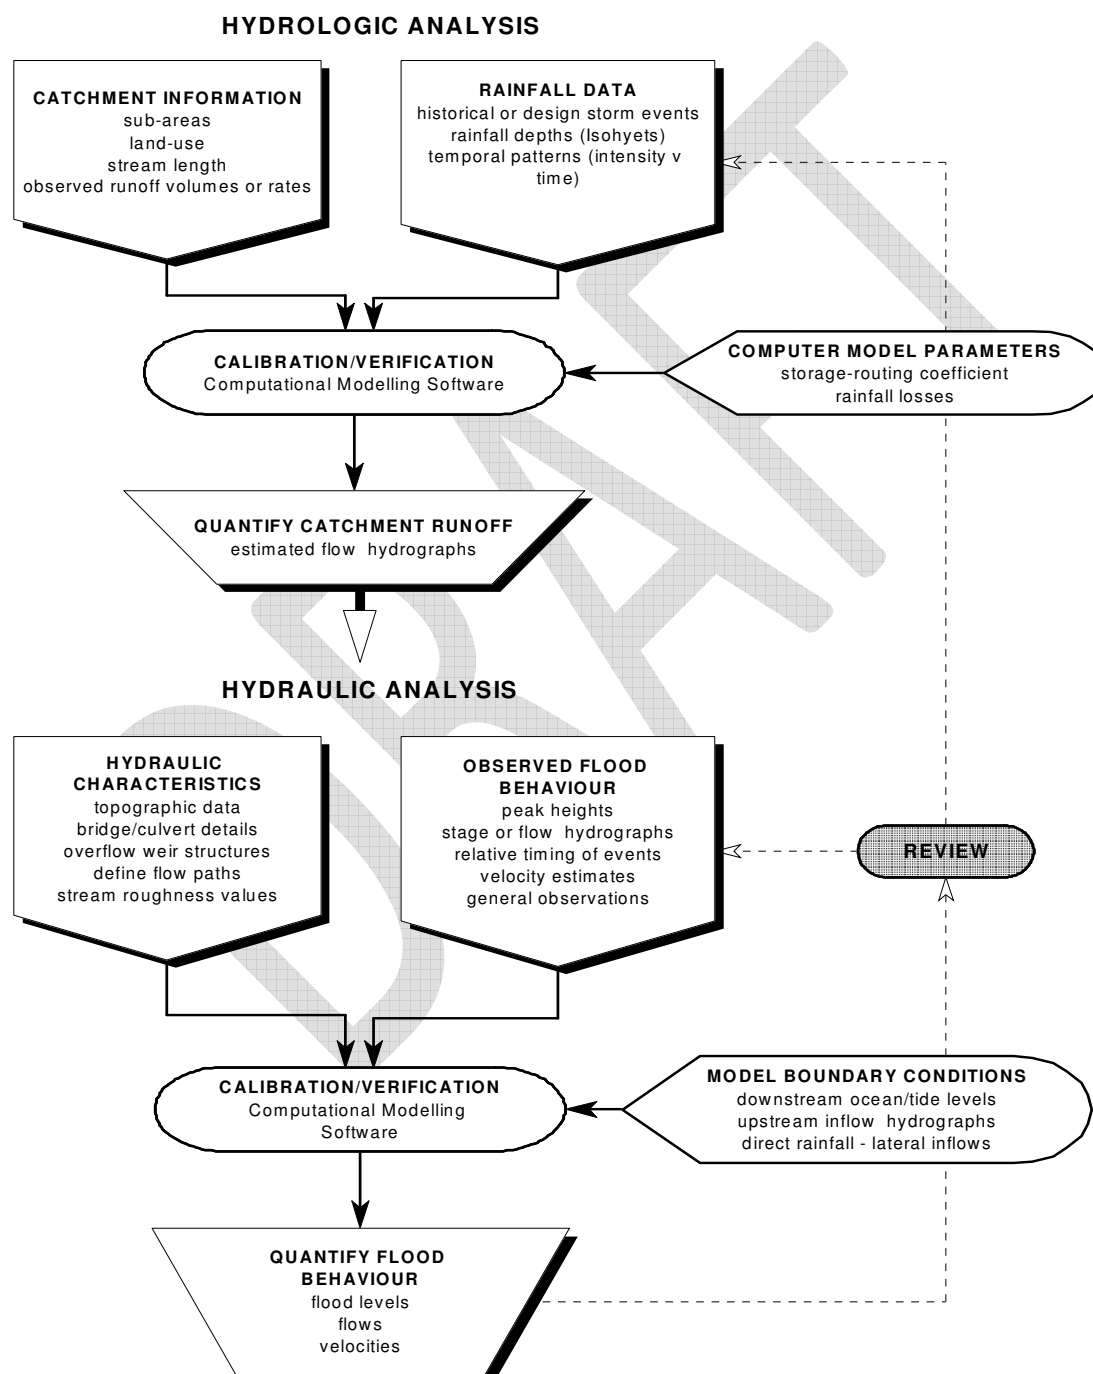 HYDROLOGIC ANALYSIS
CATCHMENT INFORMATION
sub-areas
land-use
stream length
observed runoff volumes or rates
RAINFALL DATA
historical or design storm events
rainfall depths (Isohyets)
temporal patterns (intensity v
time)
CALIBRATION/VERIFICATION
Computational Modelling Software
COMPUTER MODEL PARAMETERS
storage-routing coefficient
rainfall losses
QUANTIFY CATCHMENT RUNOFF
estimated flow hydrographs
HYDRAULIC ANALYSIS
HYDRAULIC
CHARACTERISTICS
topographic data
bridge/culvert details
overflow weir structures
define flow paths
stream roughness values
OBSERVED FLOOD
BEHAVIOUR
peak heights
stage or flow hydrographs
relative timing of events
velocity estimates
general observations
REVIEW
CALIBRATION/VERIFICATION
Computational Modelling
Software
MODEL BOUNDARY CONDITIONS
downstream ocean/tide levels
upstream inflow hydrographs
direct rainfall - lateral inflows
QUANTIFY FLOOD
BEHAVIOUR
flood levels
flows
velocities
DRAFT